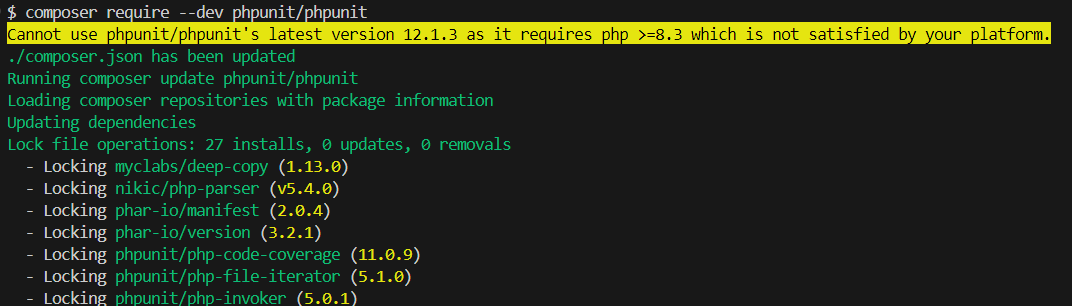 $ composer require --dev phpunit/phpunit
Cannot use phpunit/phpunit's latest version 12.1.3 as it requires php >=8.3 which is not satisfied by your platform.
./composer.json has been updated
Running composer update phpunit/phpunit
Loading composer repositories with package information
Updating dependencies
Lock file operations: 27 installs, 0 updates, 0 removals
  - Locking myclabs/deep-copy (1.13.0)
  - Locking nikic/php-parser (v5.4.0)
  - Locking phar-io/manifest (2.0.4)
  - Locking phar-io/version (3.2.1)
  - Locking phpunit/php-code-coverage (11.0.9)
  - Locking phpunit/php-file-iterator (5.1.0)
  - Locking phpunit/php-invoker (5.0.1)